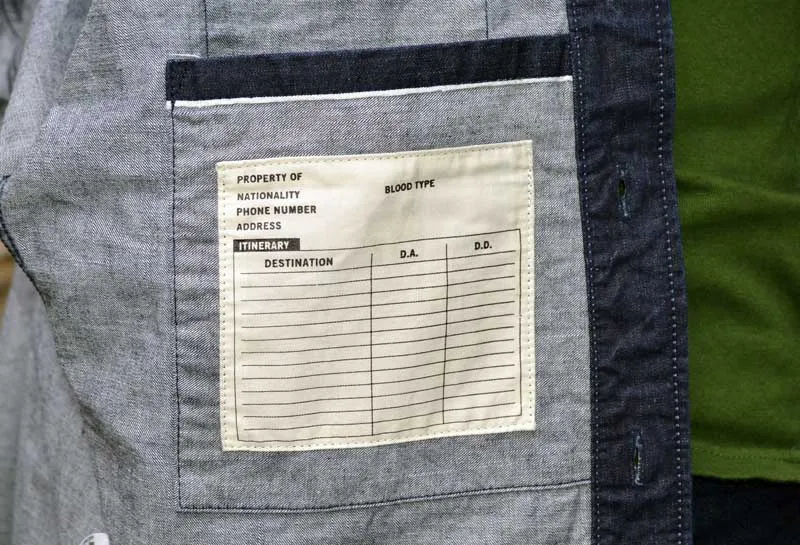 PROPERTY OF
NATIONALITY
BLOOD TYPE
PHONE NUMBER
ADDRESS
ITINERARY
DESTINATION D.A. D.D.